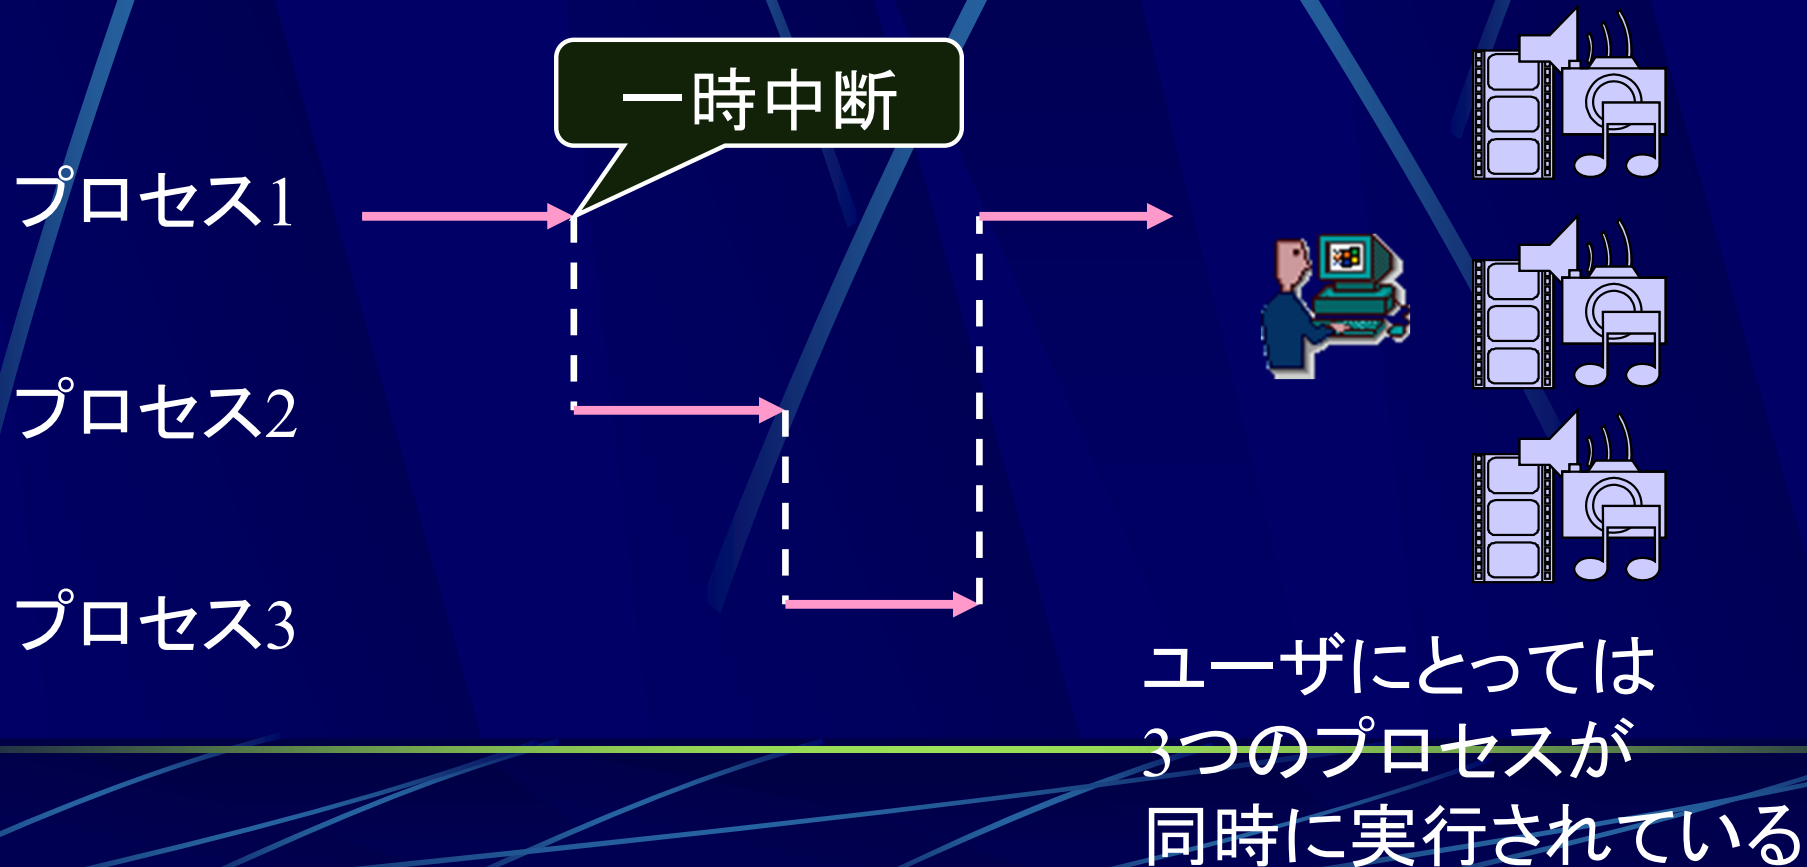 一時中断
プロセス1
プロセス2
プロセス3
ユーザにとっては
3つのプロセスが
同時に実行されている